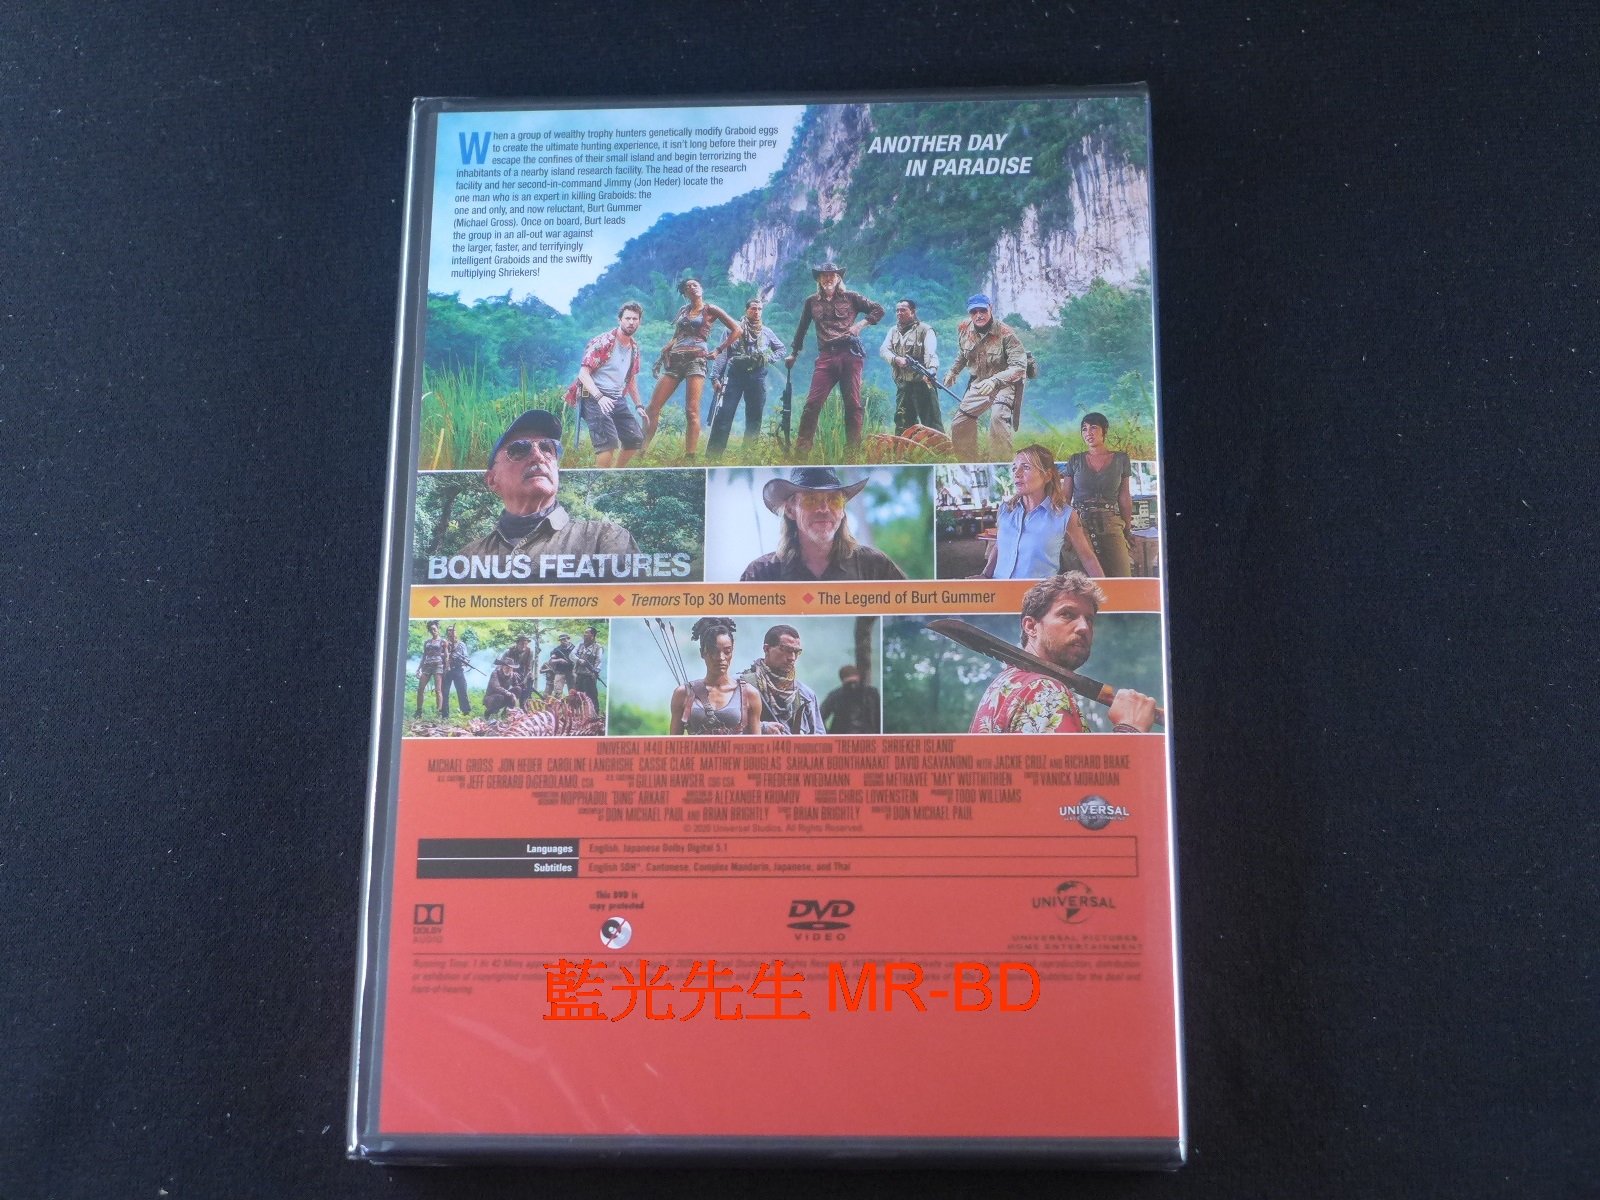 When a group of wealthy trophy hunters genetically modify Graboid eggs
to create the ultimate hunting experience, it isn't long before their prey
escape the confines of their small island and begin terrorizing the
inhabitants of a nearby island research facility. The head of the research
facility and her second-in-command Jimmy (Jon Heder) locate the
one man who is an expert in killing Graboids: the
one and only, and now reluctant, Burt Gummer
(Michael Gross). Once on board, Burt leads
the group in an all-out war against
the larger, faster, and terrifyingly
intelligent Graboids and the swiftly
multiplying Shriekers!
ANOTHER DAY
IN PARADISE
BONUS FEATURES
The Monsters of Tremors
Tremors Top 30 Moments
The Legend of Burt Gummer
UNIVERSAL 1440 ENTERTAINMENT PRESENTS A 1440 PRODUCTION "TREMORS: SHRIEKER ISLAND"
MICHAEL GROSS JON HEDER CAROLINE LANGRISHE CASSIE CLARE MATTHEW DOUGLAS SAHAJAK BOONTHANAKIT DAVID ASAVANOND WITH JACKIE CRUZ AND RICHARD BRAKE
JEFF GERRARD DIGEROLAMO, CSA GILLIAN HAWSER, CDG CSA FREDERIK WIEDMANN METHAVEE "MAY" WUTTHITHIEN VANICK MORADIAN
NOPPHADOL "DING" ARKART ALEXANDER KRUMOV CHRIS LOWENSTEIN TODD WILLIAMS
DON MICHAEL PAUL AND BRIAN BRIGHTLY BRIAN BRIGHTLY DON MICHAEL PAUL
UNIVERSAL
© 2020 Universal Studios. All Rights Reserved.
Languages English, Japanese Dolby Digital 5.1
Subtitles English SDH*, Cantonese, Complex Mandarin, Japanese, and Thai
This DVD is
copy protected
DOLBY
AUDIO
DVD
VIDEO
UNIVERSAL
UNIVERSAL PICTURES
HOME ENTERTAINMENT
Running Time: 1 Hr 42 Mins
hard-of-hearing.
藍光先生 MR-BD